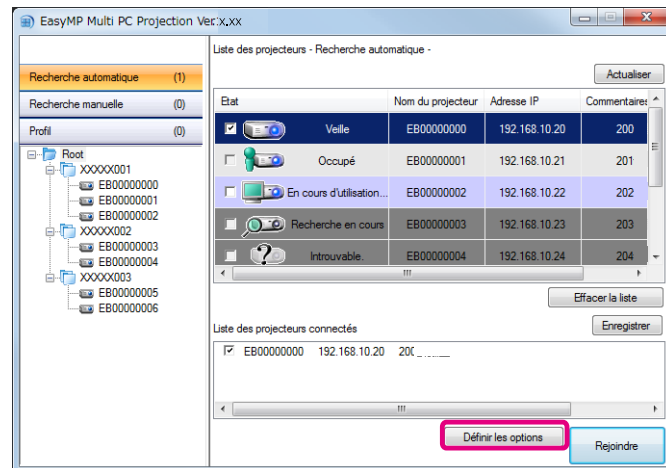 EasyMP Multi PC Projection Ver.x.xx
Liste des projecteurs - Recherche automatique -
Recherche automatique (1)
Actualiser
Recherche manuelle (0)
Etat Nom du projecteur Adresse IP Commentaires
Profil (0)
Veille EB00000000 192.168.10.20 200
Root
XXXXX001
Occupé EB00000001 192.168.10.21 201
EB00000000
EB00000001
EB00000002
En cours d'utilisation... EB00000002 192.168.10.22 202
XXXXX002
Recherche en cours EB00000003 192.168.10.23 203
EB00000003
EB00000004
Introuvable. EB00000004 192.168.10.24 204
XXXXX003
EB00000005
EB00000006
Effacer la liste
Liste des projecteurs connectés
Enregistrer
EB00000000 192.168.10.20
Définir les options
Rejoindre